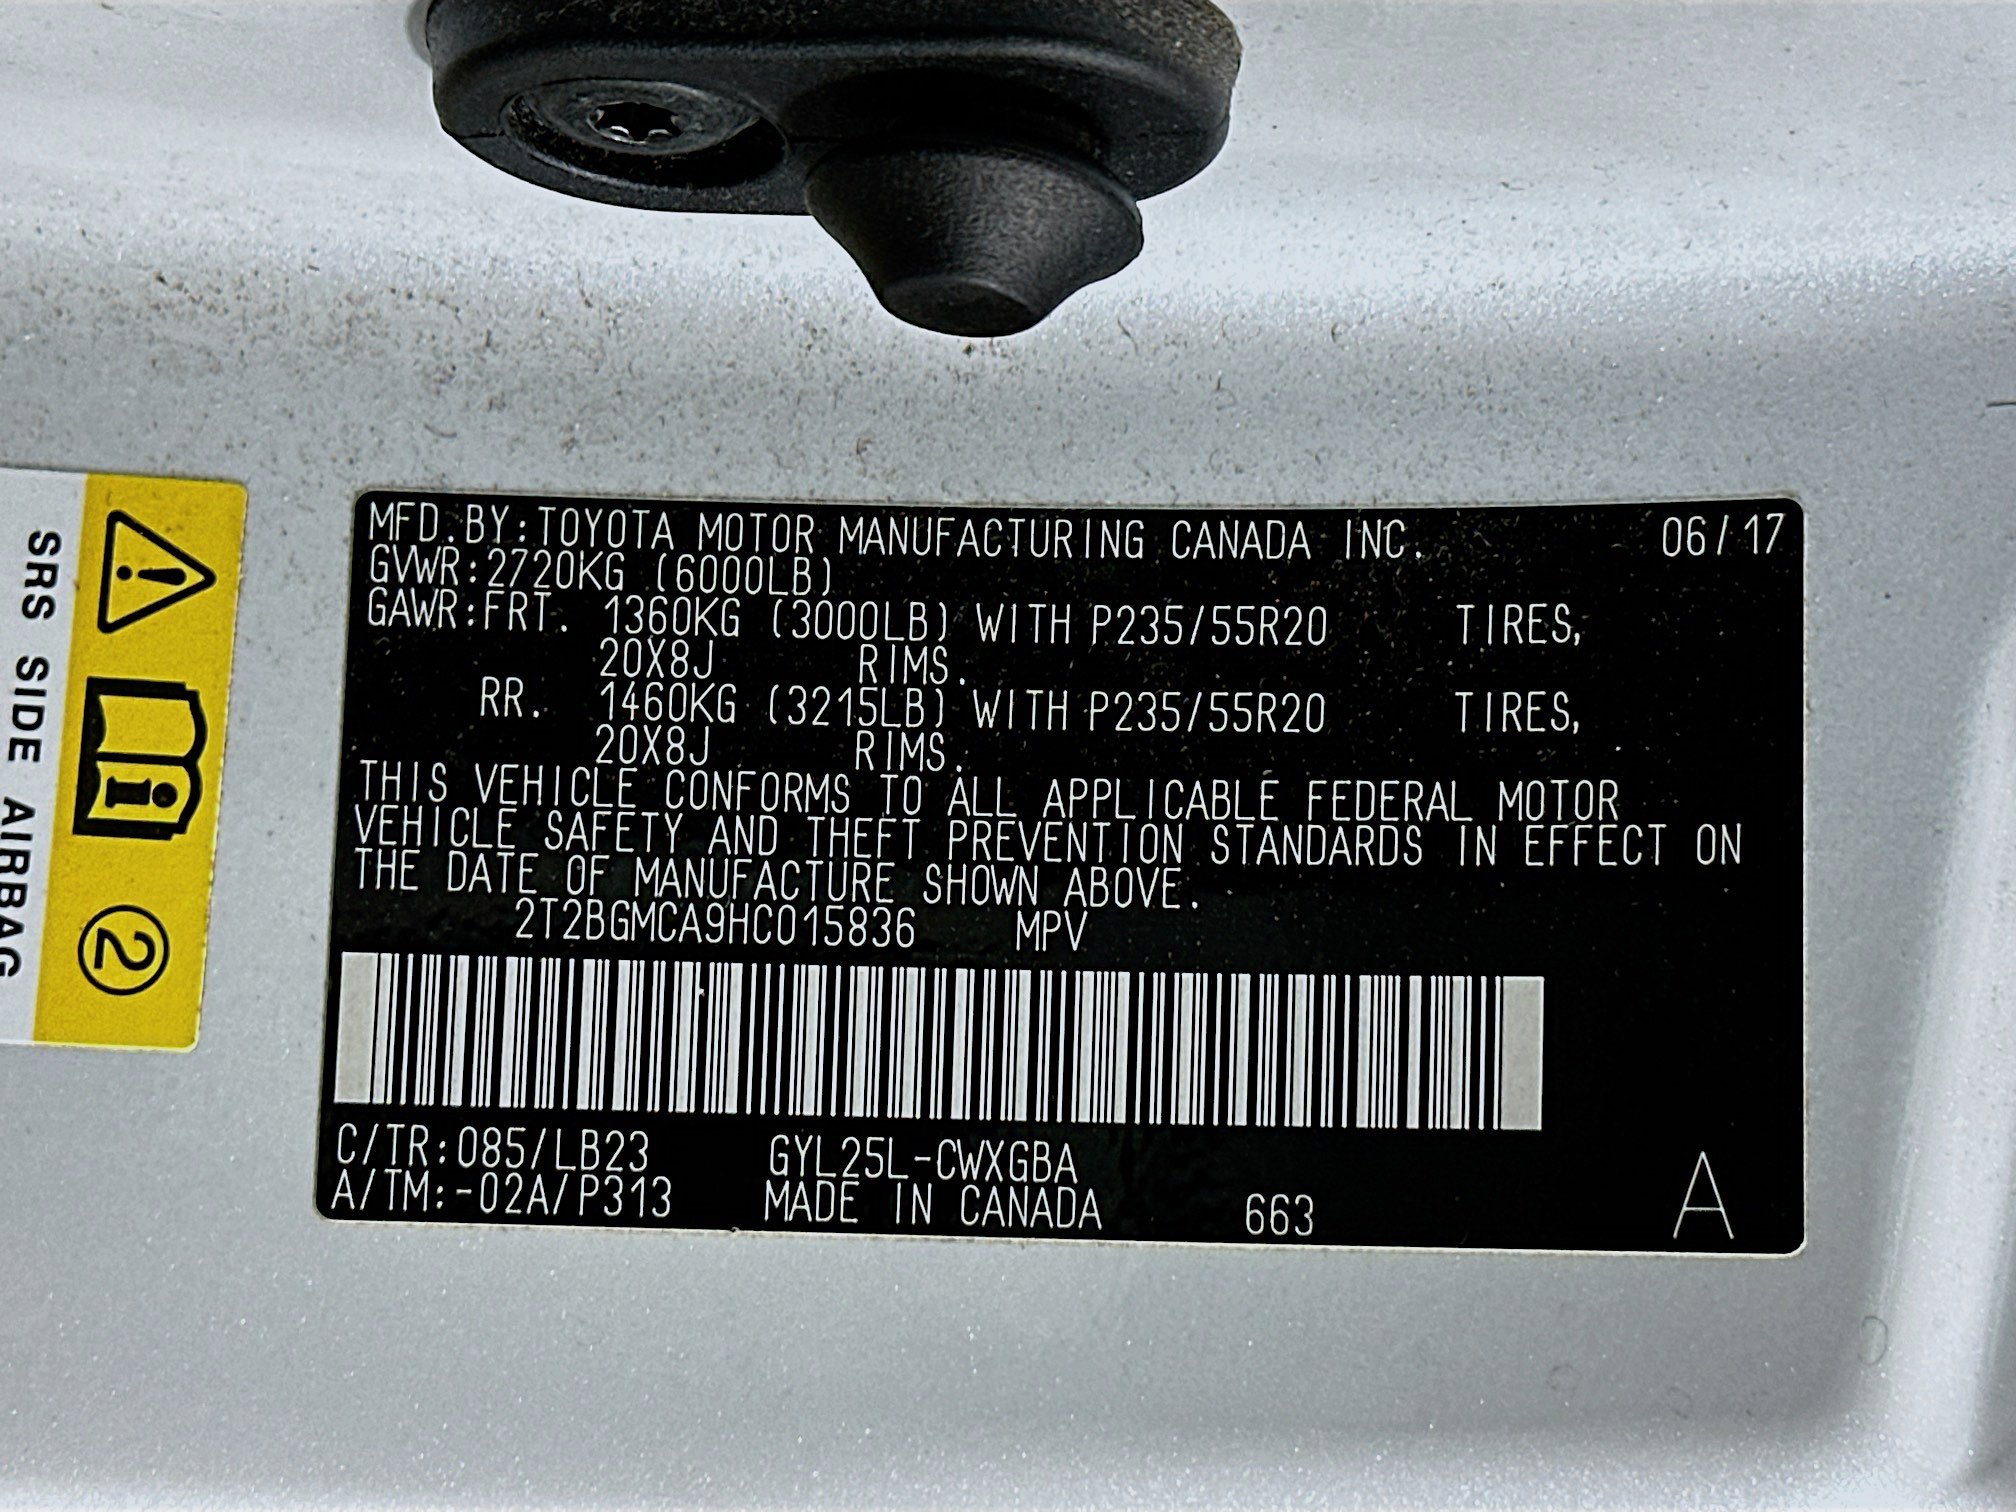 MFD.BY:TOYOTA MOTOR MANUFACTURING CANADA INC. 06/17
GVWR:2720KG (6000LB)
GAWR:FRT. 1360KG (3000LB) WITH P235/55R20 TIRES,
20X8J RIMS.
RR. 1460KG (3215LB) WITH P235/55R20 TIRES,
20X8J RIMS.
THIS VEHICLE CONFORMS TO ALL APPLICABLE FEDERAL MOTOR
VEHICLE SAFETY AND THEFT PREVENTION STANDARDS IN EFFECT ON
THE DATE OF MANUFACTURE SHOWN ABOVE.
2T2BGMCA9HC015836 MPV
C/TR:085/LB23 GYL25L-CWXGBA
A/TM:-02A/P313 MADE IN CANADA 663 A
SRS SIDE AIRBAG
2